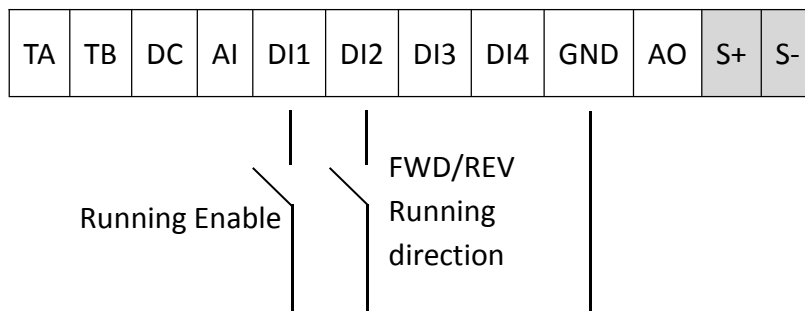 TA TB DC AI DI1 DI2 DI3 DI4 GND AO S+ S-
FWD/REV
Running Enable Running
direction